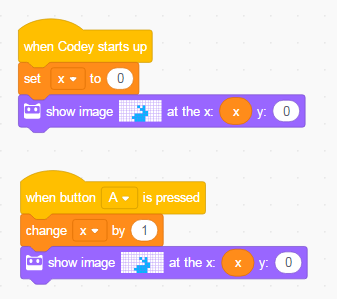 when Codey starts up
set x to 0
show image at the x: x y: 0
when button A is pressed
change x by 1
show image at the x: x y: 0